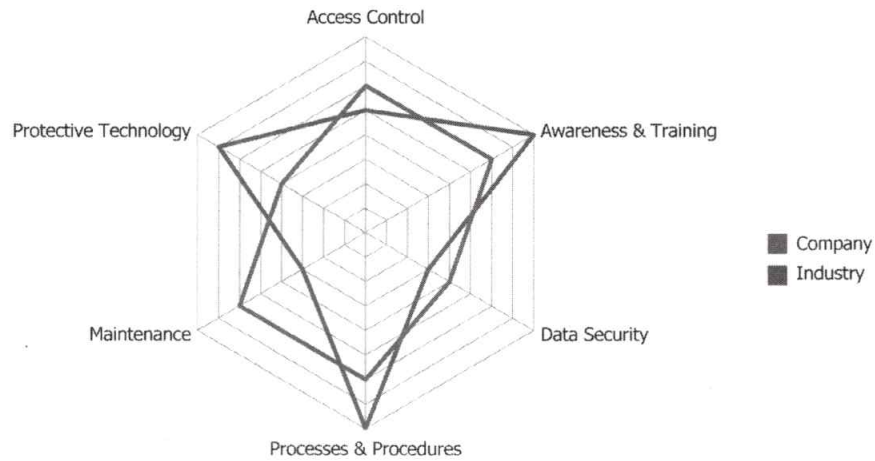 Access Control
Protective Technology
Awareness & Training
Company
Industry
Maintenance
Data Security
Processes & Procedures